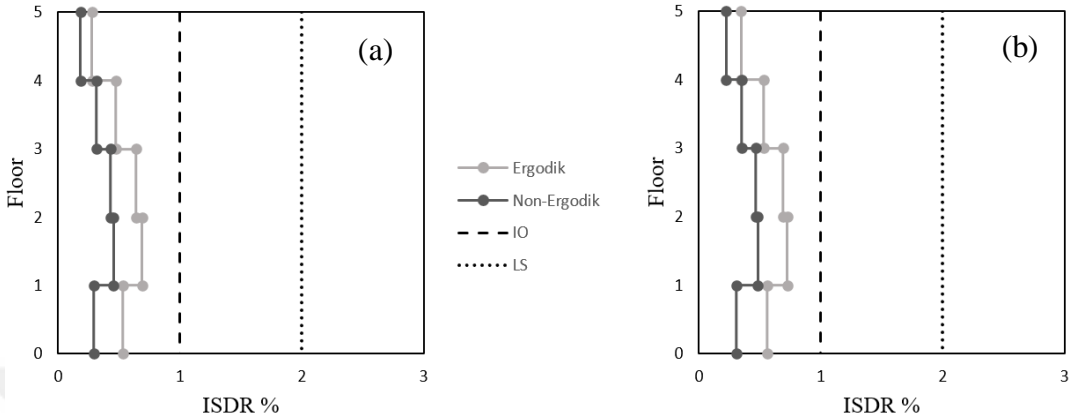 5
4
3
2
1
0
Floor
(a)
0 1 2 3
ISDR %
Ergodik
Non-Ergodik
IO
LS
5
4
3
2
1
0
Floor
(b)
0 1 2 3
ISDR %